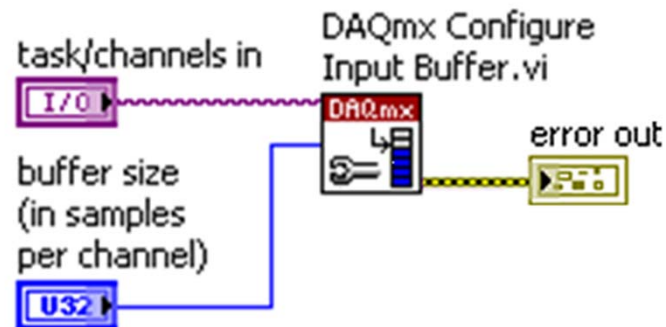 task/channels in
I/O
buffer size
(in samples
per channel)
U32
DAQmx Configure
Input Buffer.vi
DAQmx
error out